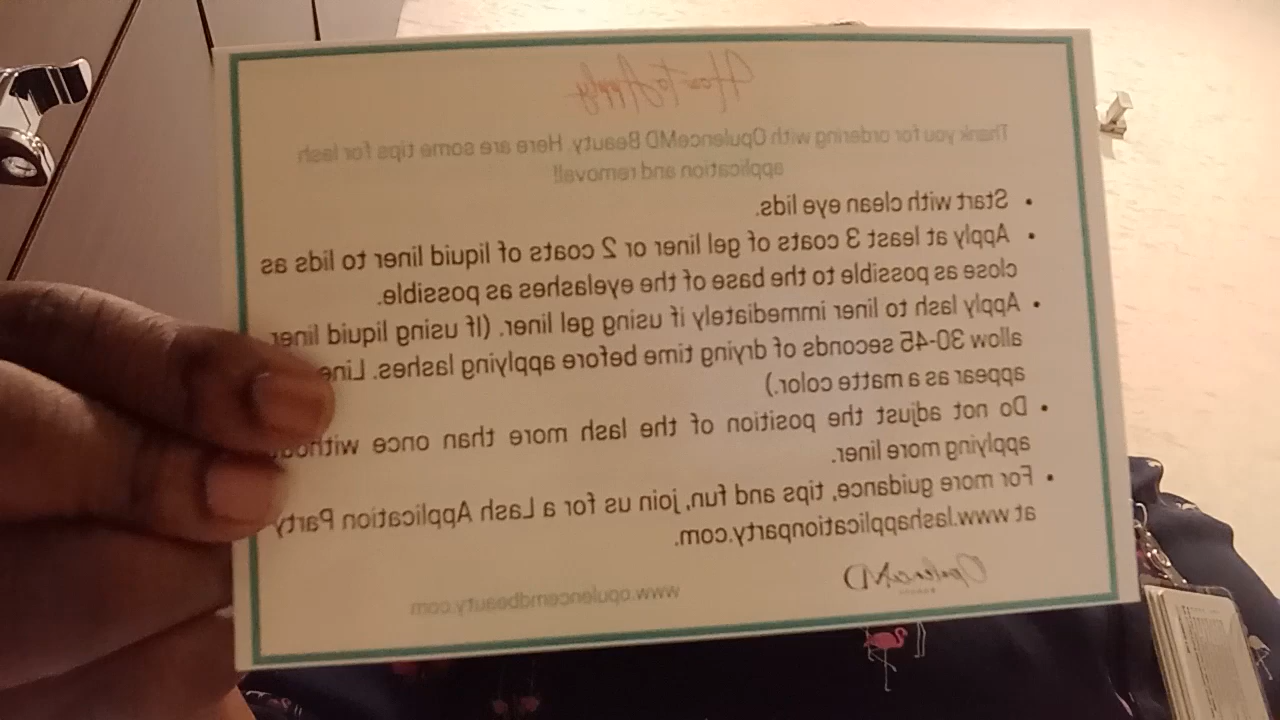 How to Apply
Thank you for ordering with OpulenceMD Beauty. Here are some tips for lash
application and removal!
• Start with clean eye lids.
• Apply at least 3 coats of gel liner or 2 coats of liquid liner to lids as
close as possible to the base of the eyelashes as possible.
• Apply lash to liner immediately if using gel liner. (If using liquid liner
allow 30-45 seconds of drying time before applying lashes.
appear as a matte color.)
• Do not adjust the position of the lash more than once without
applying more liner.
• For more guidance, tips and fun, join us for a Lash Application Party
at www.lashapplicationparty.com.
OpulenceMD
BEAUTY
www.opulencemdbeauty.com